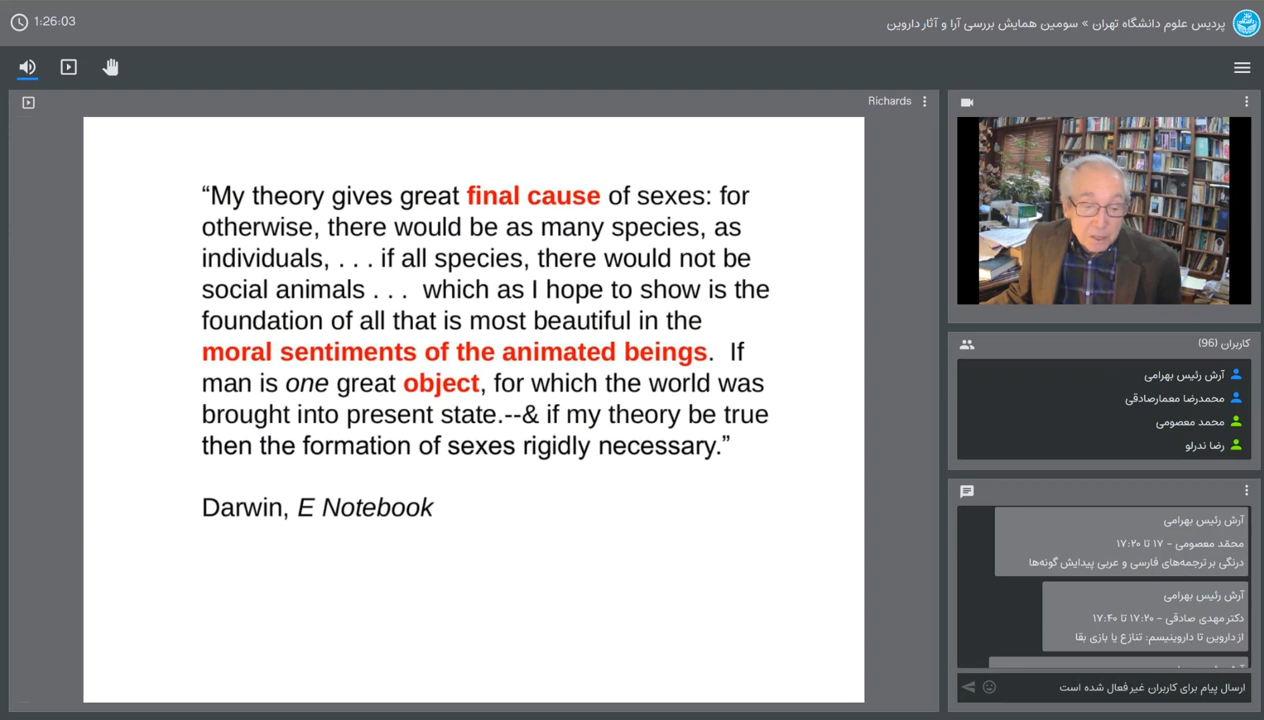 1:26:03
پردیس علوم دانشگاه تهران » سومین همایش بررسی آرا و آثار داروین
Richards
“My theory gives great final cause of sexes: for
otherwise, there would be as many species, as
individuals, . . . if all species, there would not be
social animals . . . which as I hope to show is the
foundation of all that is most beautiful in the
moral sentiments of the animated beings. If
man is one great object, for which the world was
brought into present state.--& if my theory be true
then the formation of sexes rigidly necessary.”
Darwin, E Notebook
کاربران (96)
آرش رئیس بهرامی
محمدرضا معمارصادقی
محمد معصومی
رضا ندرلو
آرش رئیس بهرامی
محمّد معصومی - ۱۷ تا ۱۷:۲۰
درنگی بر ترجمه‌های فارسی و عربی پیدایش گونه‌ها
آرش رئیس بهرامی
دکتر مهدی صادقی - ۱۷:۲۰ تا ۱۷:۴۰
از داروین تا داروینیسم: تنازع یا بازی بقا
ارسال پیام برای کاربران غیر فعال شده است